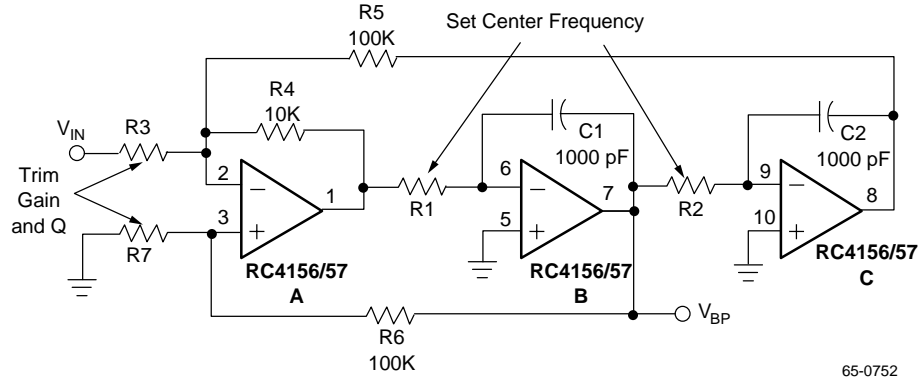 R5
100K
Set Center Frequency
R4
10K
V_IN
R3
C1
1000 pF
C2
1000 pF
2
1
6
7
9
8
Trim
Gain
and Q
R1
R2
3
5
10
R7
RC4156/57
A
RC4156/57
B
RC4156/57
C
R6
100K
V_BP
65-0752